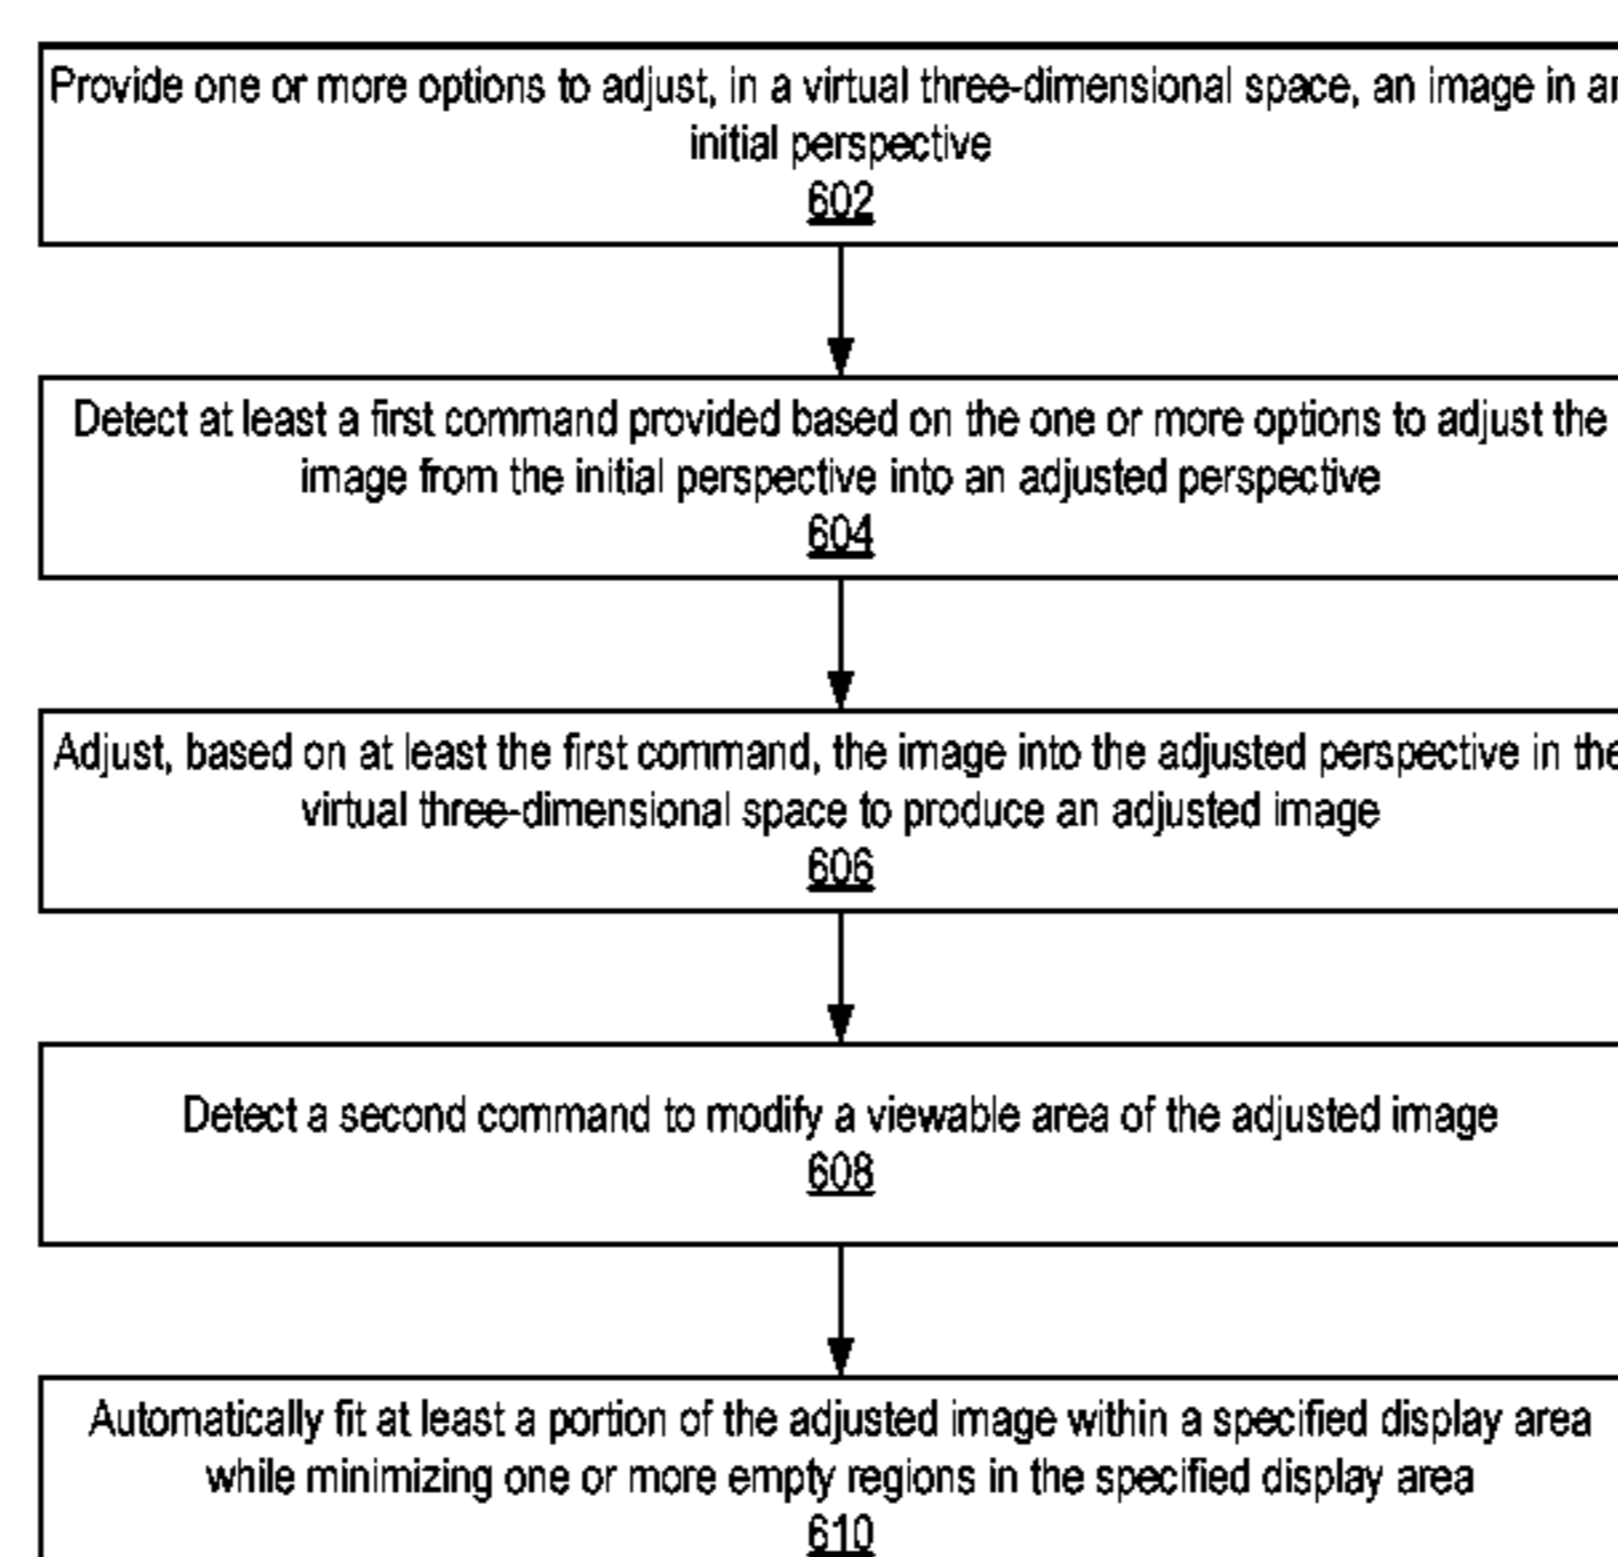 Provide one or more options to adjust, in a virtual three-dimensional space, an image in an
initial perspective
602
Detect at least a first command provided based on the one or more options to adjust the
image from the initial perspective into an adjusted perspective
604
Adjust, based on at least the first command, the image into the adjusted perspective in the
virtual three-dimensional space to produce an adjusted image
606
Detect a second command to modify a viewable area of the adjusted image
608
Automatically fit at least a portion of the adjusted image within a specified display area
while minimizing one or more empty regions in the specified display area
610